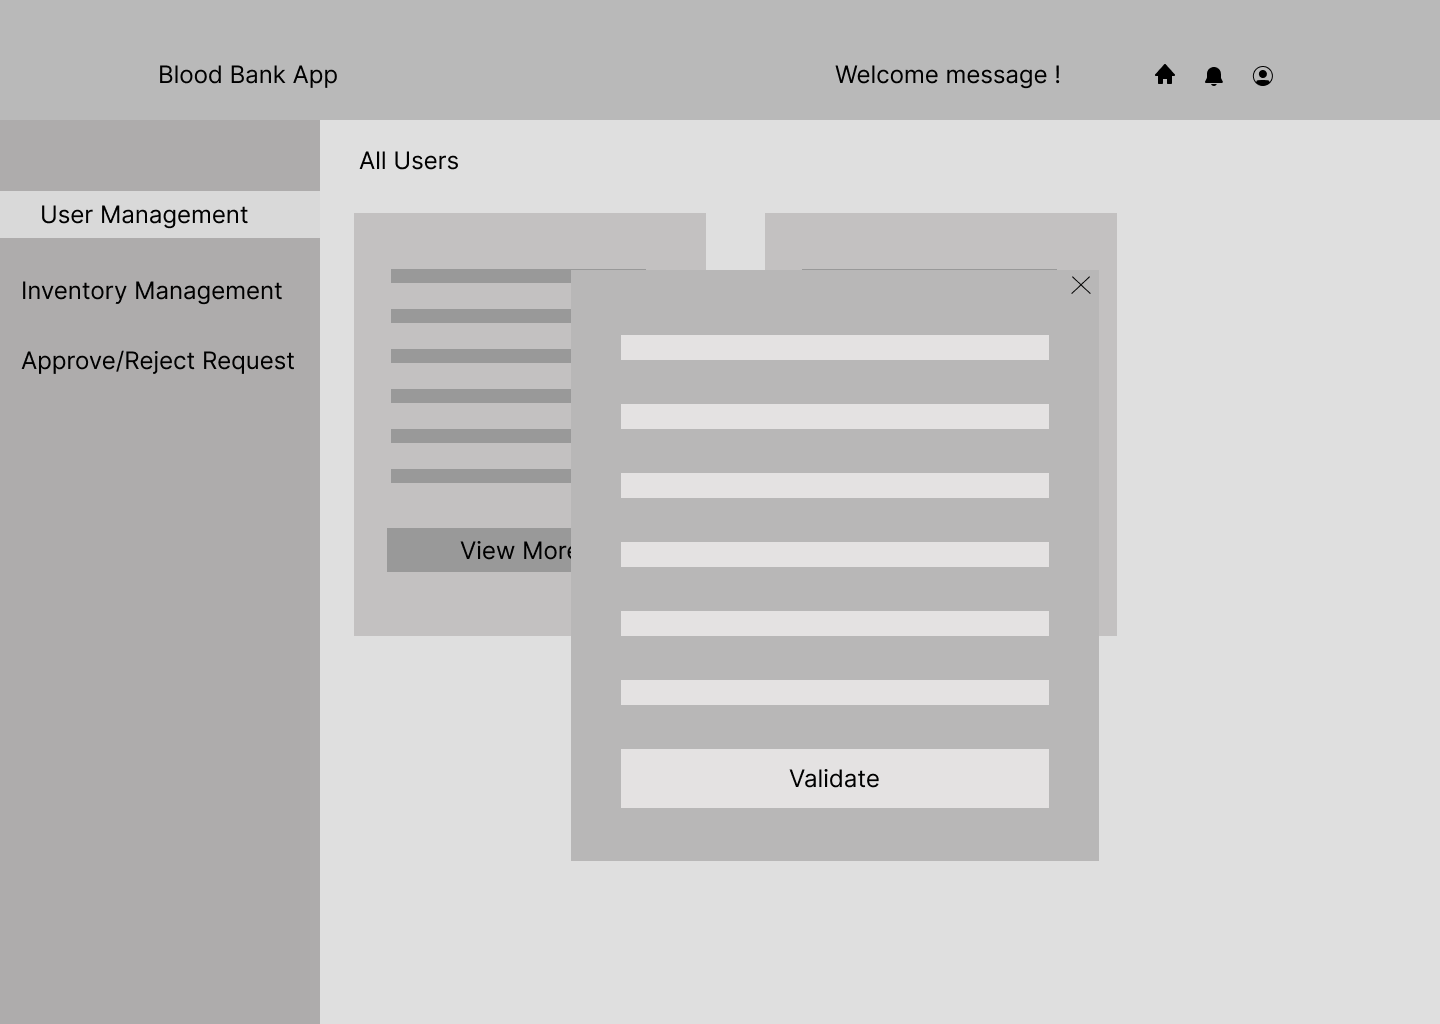 Blood Bank App
Welcome message !
All Users
User Management
Inventory Management
Approve/Reject Request
View More
Validate